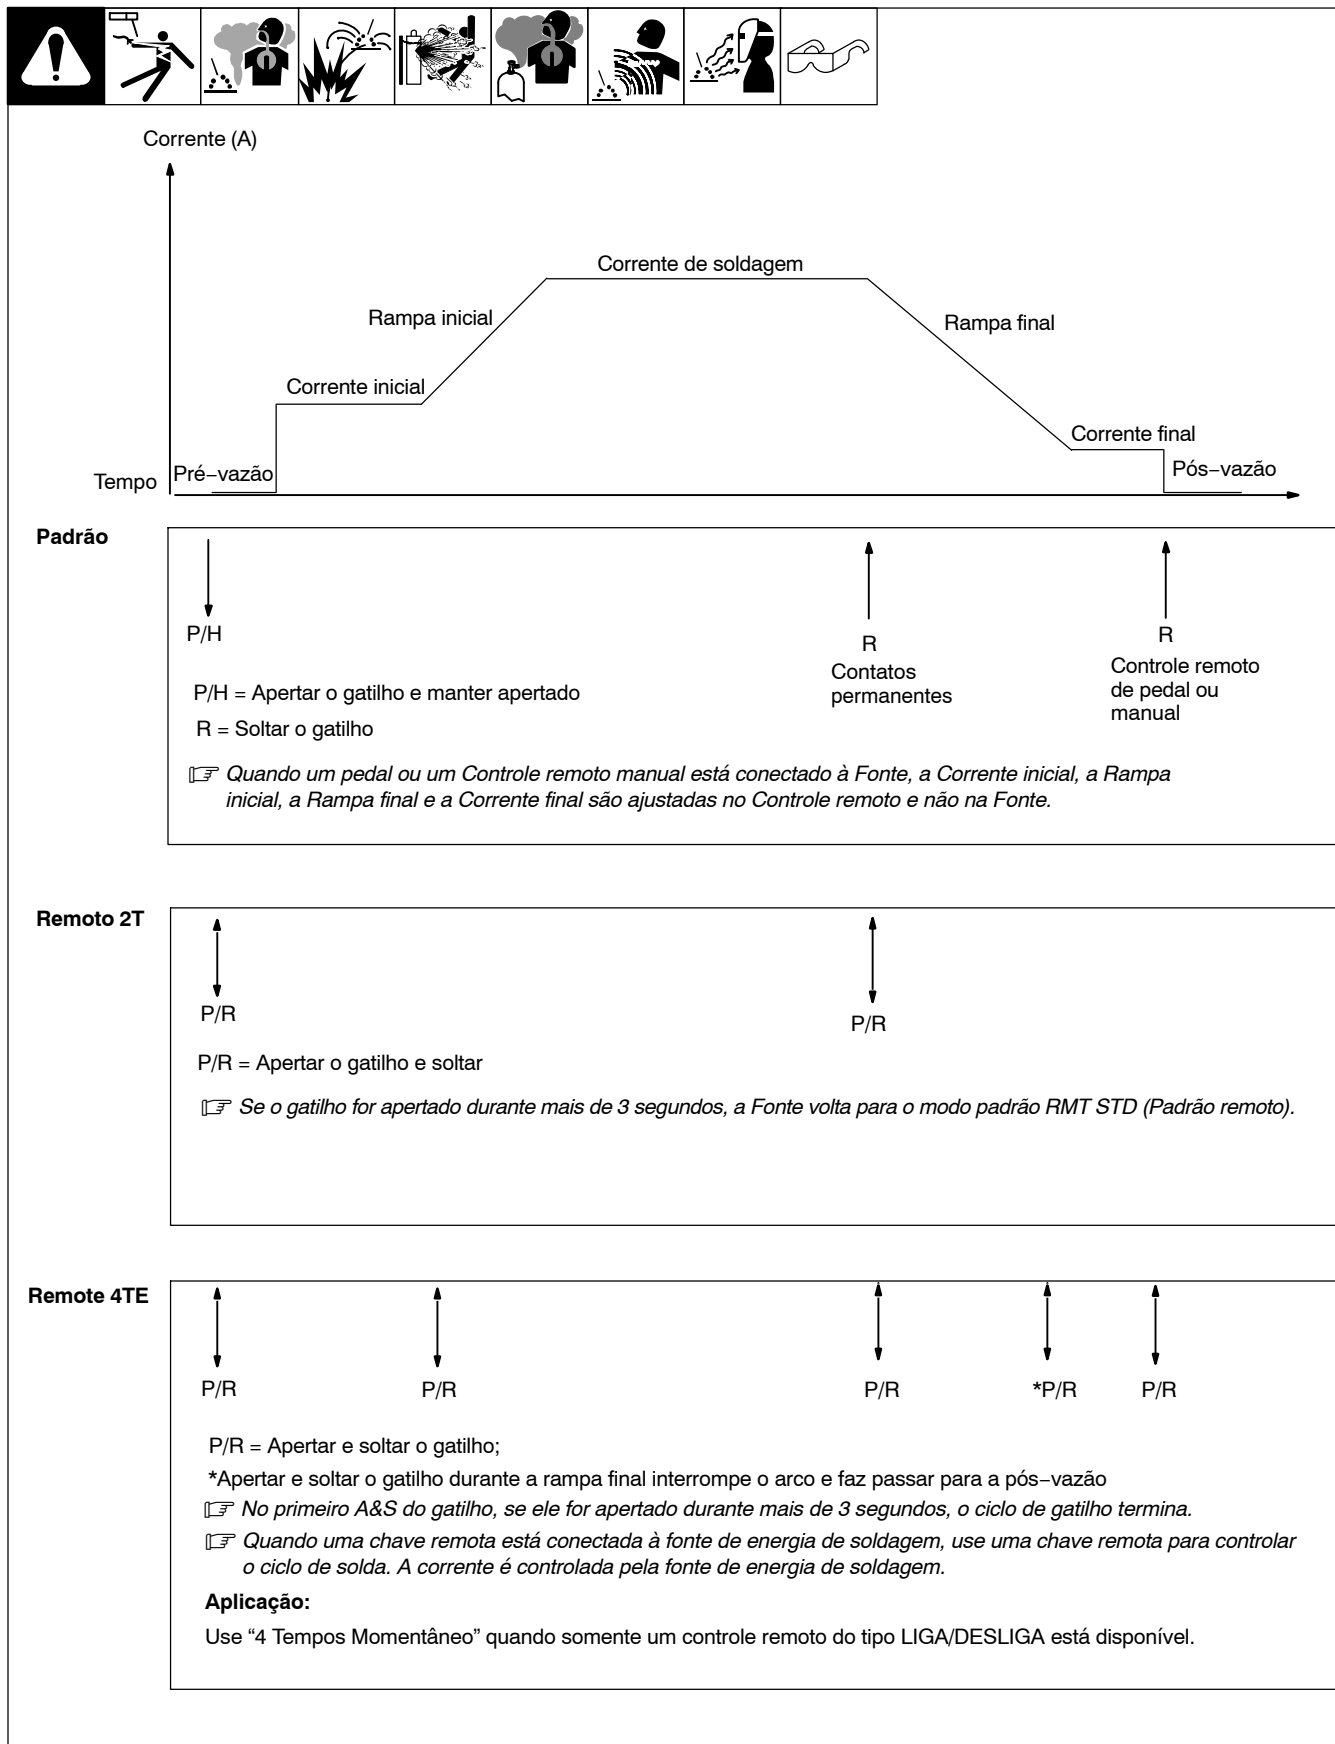 Corrente (A)
Corrente de soldagem
Rampa inicial
Rampa final
Corrente inicial
Corrente final
Tempo
Pré−vazão
Pós−vazão
Padrão
P/H
R
Contatos
permanentes
R
Controle remoto
de pedal ou
manual
P/H = Apertar o gatilho e manter apertado
R = Soltar o gatilho
Quando um pedal ou um Controle remoto manual está conectado à Fonte, a Corrente inicial, a Rampa
inicial, a Rampa final e a Corrente final são ajustadas no Controle remoto e não na Fonte.
Remoto 2T
P/R
P/R
P/R = Apertar o gatilho e soltar
Se o gatilho for apertado durante mais de 3 segundos, a Fonte volta para o modo padrão RMT STD (Padrão remoto).
Remote 4TE
P/R
P/R
P/R
*P/R
P/R
P/R = Apertar e soltar o gatilho;
*Apertar e soltar o gatilho durante a rampa final interrompe o arco e faz passar para a pós−vazão
No primeiro A&S do gatilho, se ele for apertado durante mais de 3 segundos, o ciclo de gatilho termina.
Quando uma chave remota está conectada à fonte de energia de soldagem, use uma chave remota para controlar
o ciclo de solda. A corrente é controlada pela fonte de energia de soldagem.
Aplicação:
Use “4 Tempos Momentâneo” quando somente um controle remoto do tipo LIGA/DESLIGA está disponível.